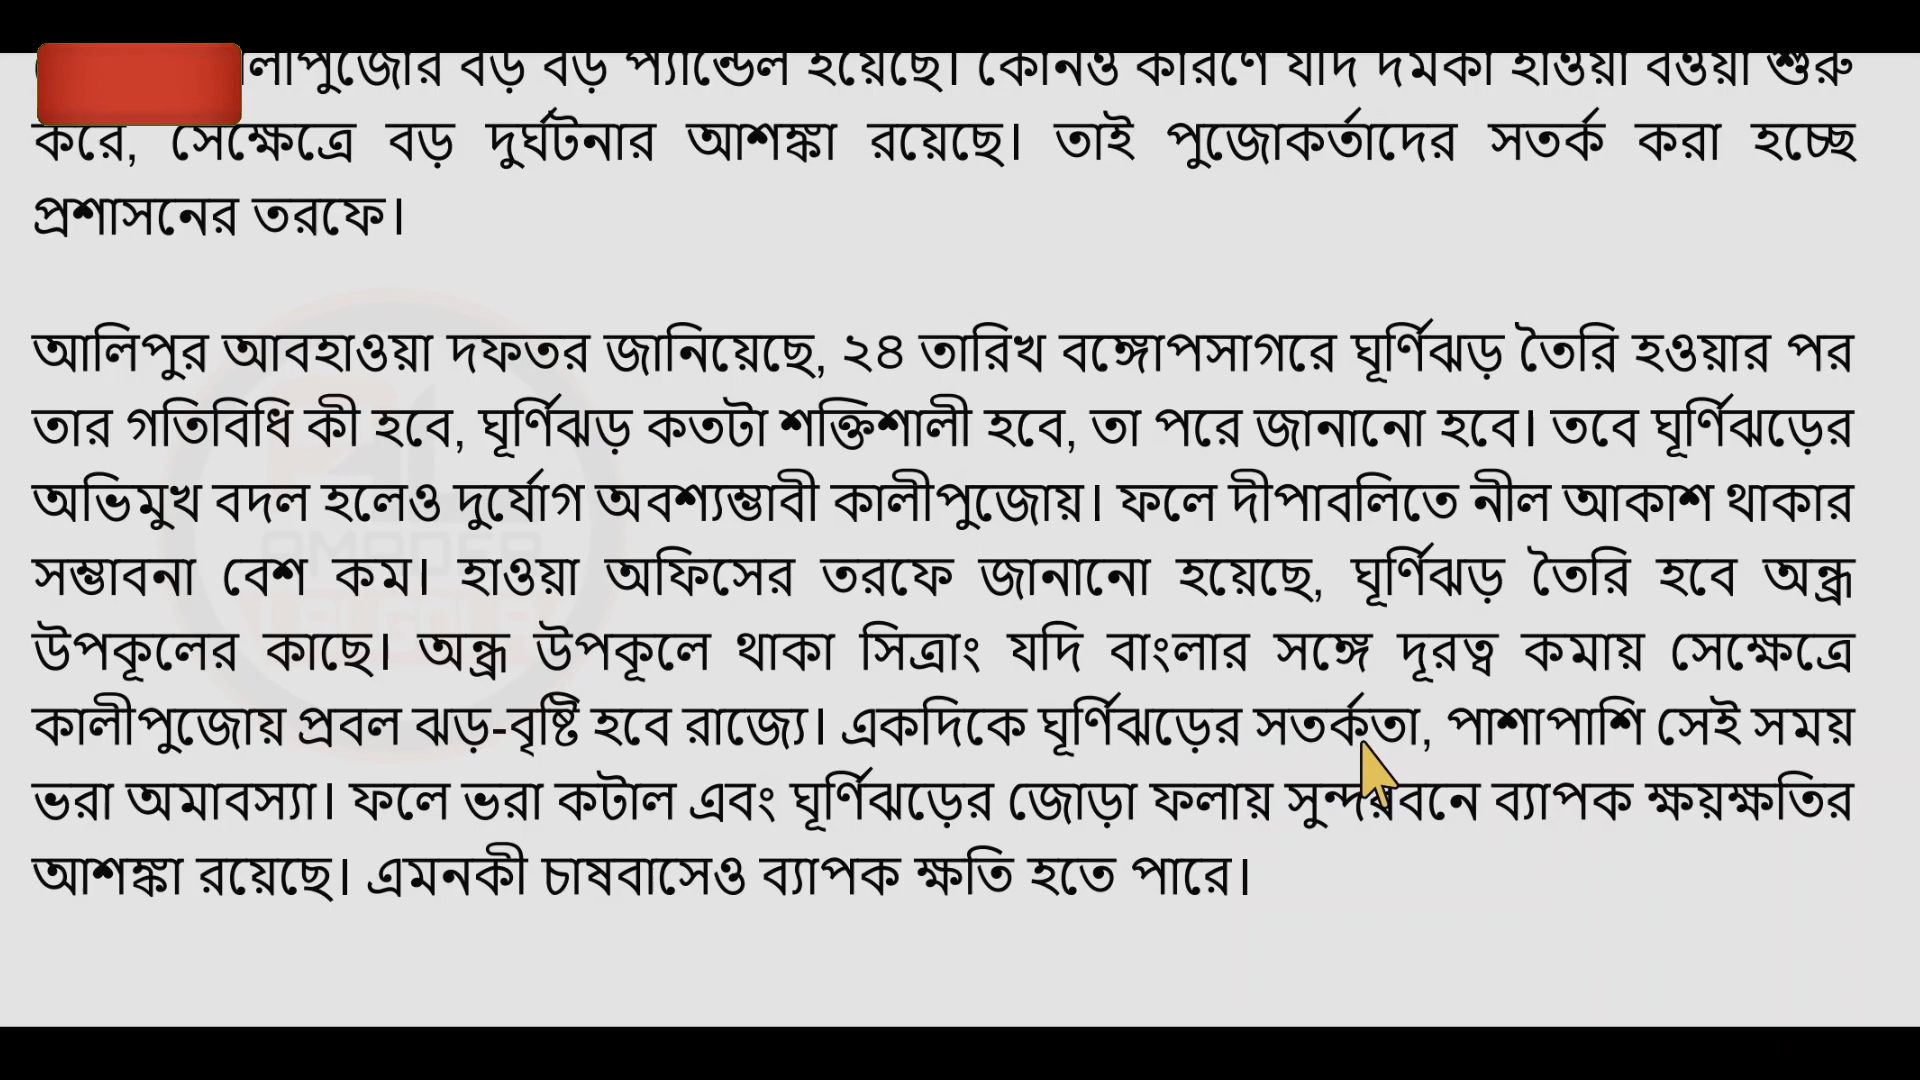 বড় বড় প্যান্ডেল হয়েছে। কোনও কারণে যদি দমকা হাওয়া বওয়া শুরু
করে, সেক্ষেত্রে বড় দুর্ঘটনার আশঙ্কা রয়েছে। তাই পুজোকর্তাদের সতর্ক করা হচ্ছে
প্রশাসনের তরফে।
আলিপুর আবহাওয়া দফতর জানিয়েছে, ২৪ তারিখ বঙ্গোপসাগরে ঘূর্ণিঝড় তৈরি হওয়ার পর
তার গতিবিধি কী হবে, ঘূর্ণিঝড় কতটা শক্তিশালী হবে, তা পরে জানানো হবে। তবে ঘূর্ণিঝড়ের
অভিমুখ বদল হলেও দুর্যোগ অবশ্যম্ভাবী কালীপুজোয়। ফলে দীপাবলিতে নীল আকাশ থাকার
সম্ভাবনা বেশ কম। হাওয়া অফিসের তরফে জানানো হয়েছে, ঘূর্ণিঝড় তৈরি হবে অন্ধ্র
উপকূলের কাছে। অন্ধ্র উপকূলে থাকা সিত্রাং যদি বাংলার সঙ্গে দূরত্ব কমায় সেক্ষেত্রে
কালীপুজোয় প্রবল ঝড়-বৃষ্টি হবে রাজ্যে। একদিকে ঘূর্ণিঝড়ের সতর্কতা, পাশাপাশি সেই সময়
ভরা অমাবস্যা। ফলে ভরা কটাল এবং ঘূর্ণিঝড়ের জোড়া ফলায় সুন্দরবনে ব্যাপক ক্ষয়ক্ষতির
আশঙ্কা রয়েছে। এমনকী চাষবাসেও ব্যাপক ক্ষতি হতে পারে।